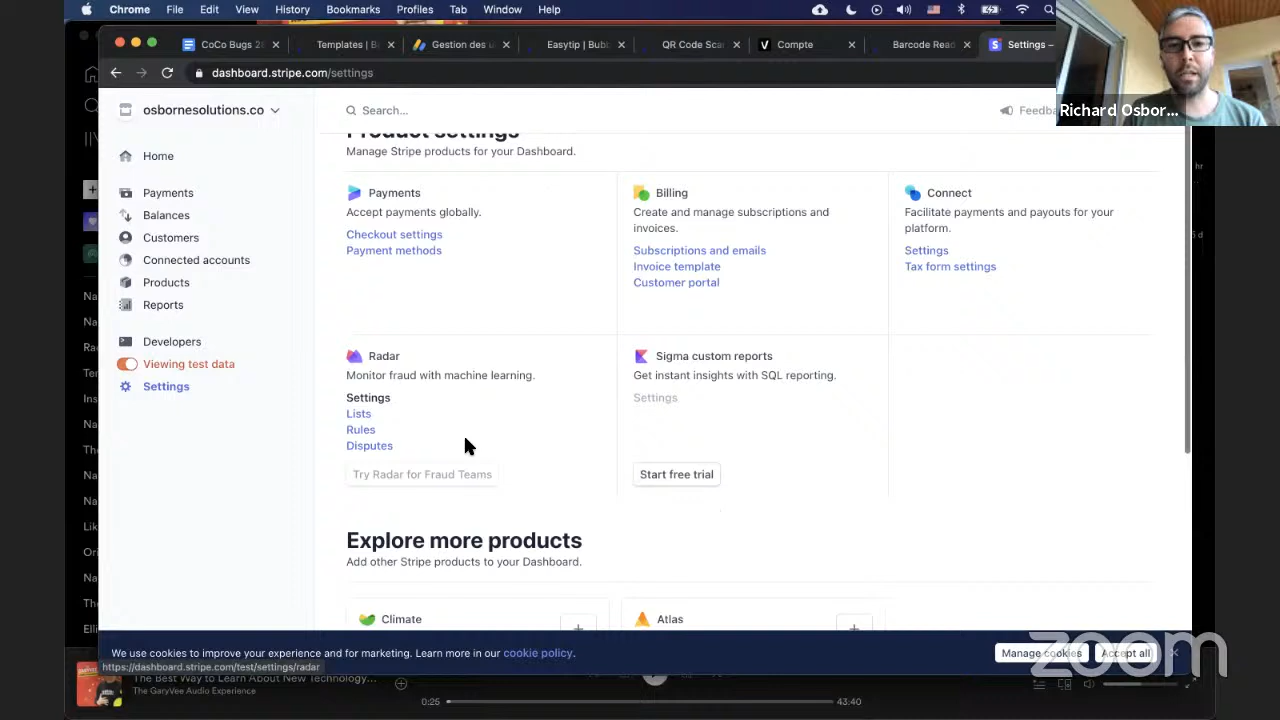 Chrome File Edit View History Bookmarks Profiles Tab Window Help
CoCo Bugs 28 Templates | B Gestion des u Easytip | Bubb QR Code Scar Compte Barcode Read Settings –
dashboard.stripe.com/settings
Richard Osbor...
osbornesolutions.co
Search...
Feedba
Home
Payments
Balances
Customers
Connected accounts
Products
Reports
Developers
Viewing test data
Settings
Product settings
Manage Stripe products for your Dashboard.
Payments
Accept payments globally.
Checkout settings
Payment methods
Billing
Create and manage subscriptions and
invoices.
Subscriptions and emails
Invoice template
Customer portal
Connect
Facilitate payments and payouts for your
platform.
Settings
Tax form settings
Radar
Monitor fraud with machine learning.
Settings
Lists
Rules
Disputes
Try Radar for Fraud Teams
Sigma custom reports
Get instant insights with SQL reporting.
Settings
Start free trial
Explore more products
Add other Stripe products to your Dashboard.
Climate
Atlas
We use cookies to improve your experience and for marketing. Learn more in our cookie policy.
Manage cookies Accept all
https://dashboard.stripe.com/test/settings/radar
The Best Way to Learn About New Technology...
The GaryVee Audio Experience
0:25 43:40
zoom